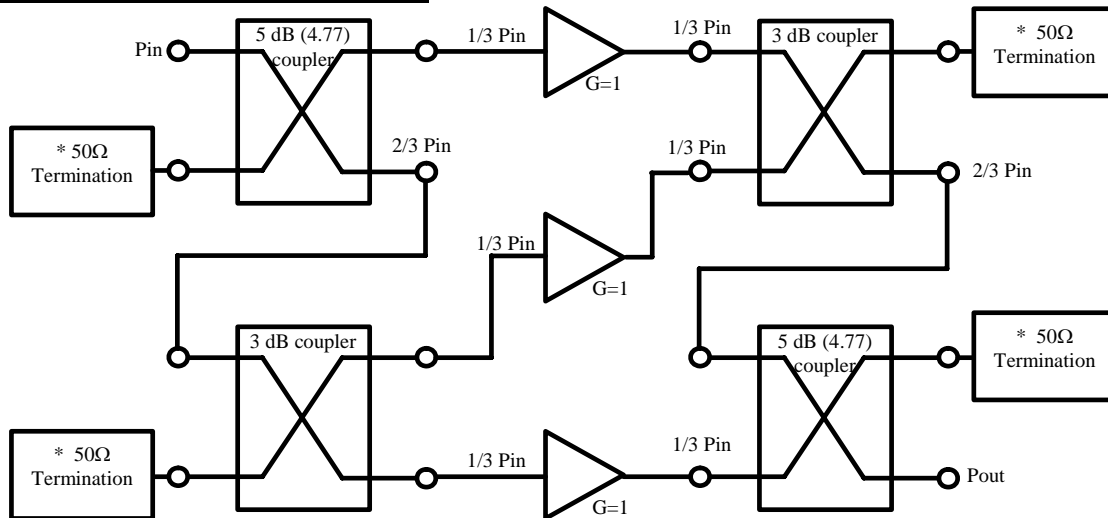 Pin
5 dB (4.77)
coupler
1/3 Pin
G=1
1/3 Pin
3 dB coupler
* 50Ω
Termination
* 50Ω
Termination
2/3 Pin
1/3 Pin
2/3 Pin
1/3 Pin
G=1
3 dB coupler
5 dB (4.77)
coupler
* 50Ω
Termination
* 50Ω
Termination
1/3 Pin
G=1
1/3 Pin
Pout